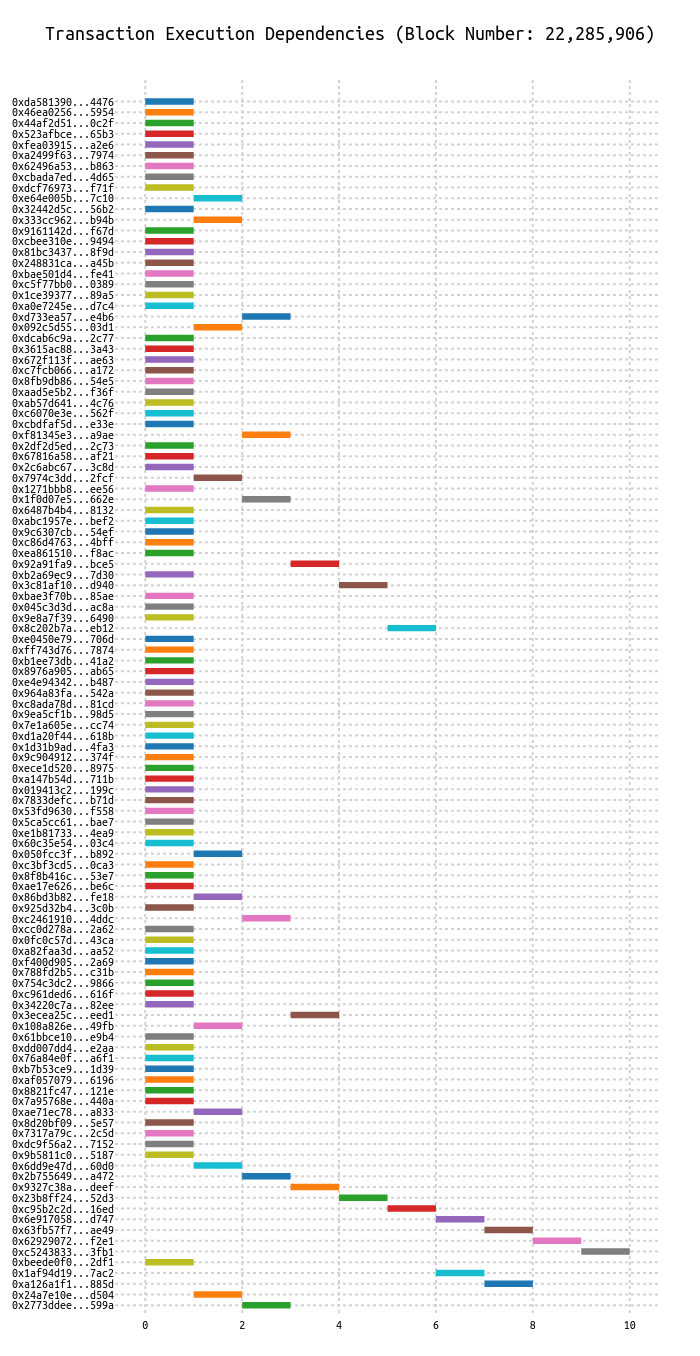 Transaction Execution Dependencies (Block Number: 22,285,906)
0xda581390...4476
0x46ea0256...5954
0x44af2d51...0c2f
0x523afbce...65b3
0xfea03915...a2e6
0xa2499f63...7974
0x62496a53...b863
0xcbada7ed...4d65
0xdcf76973...f71f
0xe64e005b...7c10
0x32442d5c...56b2
0x333cc962...b94b
0x9161142d...f67d
0xcbee310e...9494
0x81bc3437...8f9d
0x248831ca...a45b
0xbae501d4...fe41
0xc5f77bb0...0389
0x1ce39377...89a5
0xa0e7245e...d7c4
0xd733ea57...e4b6
0x092c5d55...03d1
0xdcab6c9a...2c77
0x3615ac88...3a43
0x672f113f...ae63
0xc7fcb066...a172
0x8fb9db86...54e5
0xaad5e5b2...f36f
0xab57d641...4c76
0xc6070e3e...562f
0xcbdfaf5d...e33e
0xf81345e3...a9ae
0x2df2d5ed...2c73
0x67816a58...af21
0x2c6abc67...3c8d
0x7974c3dd...2fcf
0x1271bbb8...ee56
0x1f0d07e5...662e
0x6487b4b4...8132
0xabc1957e...bef2
0x9c6307cb...54ef
0xc86d4763...4bff
0xea861510...f8ac
0x92a91fa9...bce5
0xb2a69ec9...7d30
0x3c81af10...d940
0xbae3f70b...85ae
0x045c3d3d...ac8a
0x9e8a7f39...6490
0x8c202b7a...eb12
0xe0450e79...706d
0xff743d76...7874
0xb1ee73db...41a2
0x8976a905...ab65
0xe4e94342...b487
0x964a83fa...542a
0xc8ada78d...81cd
0x9ea5cf1b...98d5
0x7e1a605e...cc74
0xd1a20f44...618b
0x1d31b9ad...4fa3
0x9c904912...374f
0xece1d520...8975
0xa147b54d...711b
0x019413c2...199c
0x7833defc...b71d
0x53fd9630...f558
0x5ca5cc61...bae7
0xe1b81733...4ea9
0x60c35e54...03c4
0x050fcc3f...b892
0xc3bf3cd5...0ca3
0x8f8b416c...53e7
0xae17e626...be6c
0x86bd3b82...fe18
0x925d32b4...3c0b
0xc2461910...4ddc
0xcc0d278a...2a62
0x0fc0c57d...43ca
0xa82faa3d...aa52
0xf400d905...2a69
0x788fd2b5...c31b
0x754c3dc2...9866
0xc961ded6...616f
0x34220c7a...82ee
0x3ecea25c...eed1
0x108a826e...49fb
0x61bbce10...e9b4
0xdd007dd4...e2aa
0x76a84e0f...a6f1
0xb7b53ce9...1d39
0xaf057079...6196
0x8821fc47...121e
0x7a95768e...440a
0xae71ec78...a833
0x8d20bf09...5e57
0x7317a79c...2c5d
0xdc9f56a2...7152
0x9b5811c0...5187
0x6dd9e47d...60d0
0x2b755649...a472
0x9327c38a...deef
0x23b8ff24...52d3
0xc95b2c2d...16ed
0x6e917058...d747
0x63fb57f7...ae49
0x62929072...f2e1
0xc5243833...3fb1
0xbeede0f0...2df1
0x1af94d19...7ac2
0xa126a1f1...885d
0x24a7e10e...d504
0x2773ddee...599a
0 2 4 6 8 10